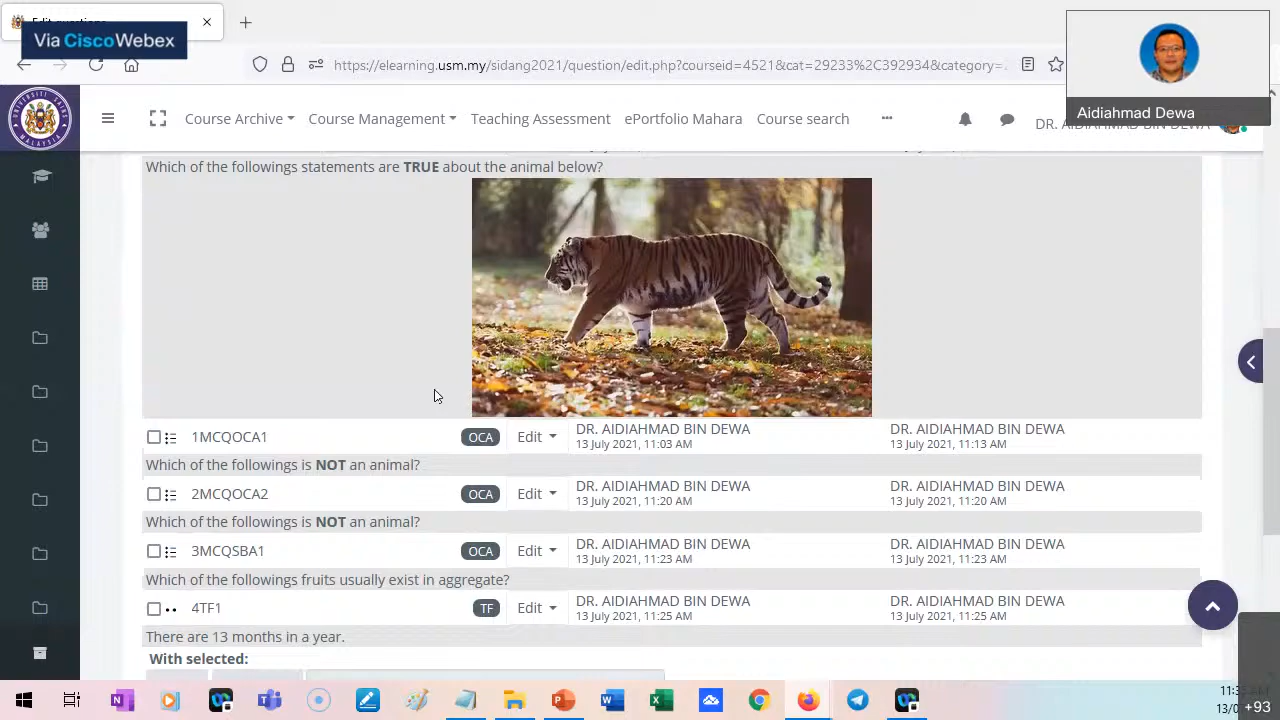 Edit questions
Via CiscoWebex
https://elearning.usm.my/sidang2021/question/edit.php?courseid=4521&cat=29233%2C392934&category=
Aidiahmad Dewa
UNIVERSITI SAINS MALAYSIA
Course Archive
Course Management
Teaching Assessment
ePortfolio Mahara
Course search
DR. AIDIAHMAD BIN DEWA
Which of the followings statements are TRUE about the animal below?
1MCQOCA1 OCA Edit DR. AIDIAHMAD BIN DEWA DR. AIDIAHMAD BIN DEWA
13 July 2021, 11:03 AM 13 July 2021, 11:13 AM
Which of the followings is NOT an animal?
2MCQOCA2 OCA Edit DR. AIDIAHMAD BIN DEWA DR. AIDIAHMAD BIN DEWA
13 July 2021, 11:20 AM 13 July 2021, 11:20 AM
Which of the followings is NOT an animal?
3MCQSBA1 OCA Edit DR. AIDIAHMAD BIN DEWA DR. AIDIAHMAD BIN DEWA
13 July 2021, 11:23 AM 13 July 2021, 11:23 AM
Which of the followings fruits usually exist in aggregate?
4TF1 TF Edit DR. AIDIAHMAD BIN DEWA DR. AIDIAHMAD BIN DEWA
13 July 2021, 11:25 AM 13 July 2021, 11:25 AM
There are 13 months in a year.
With selected:
+93